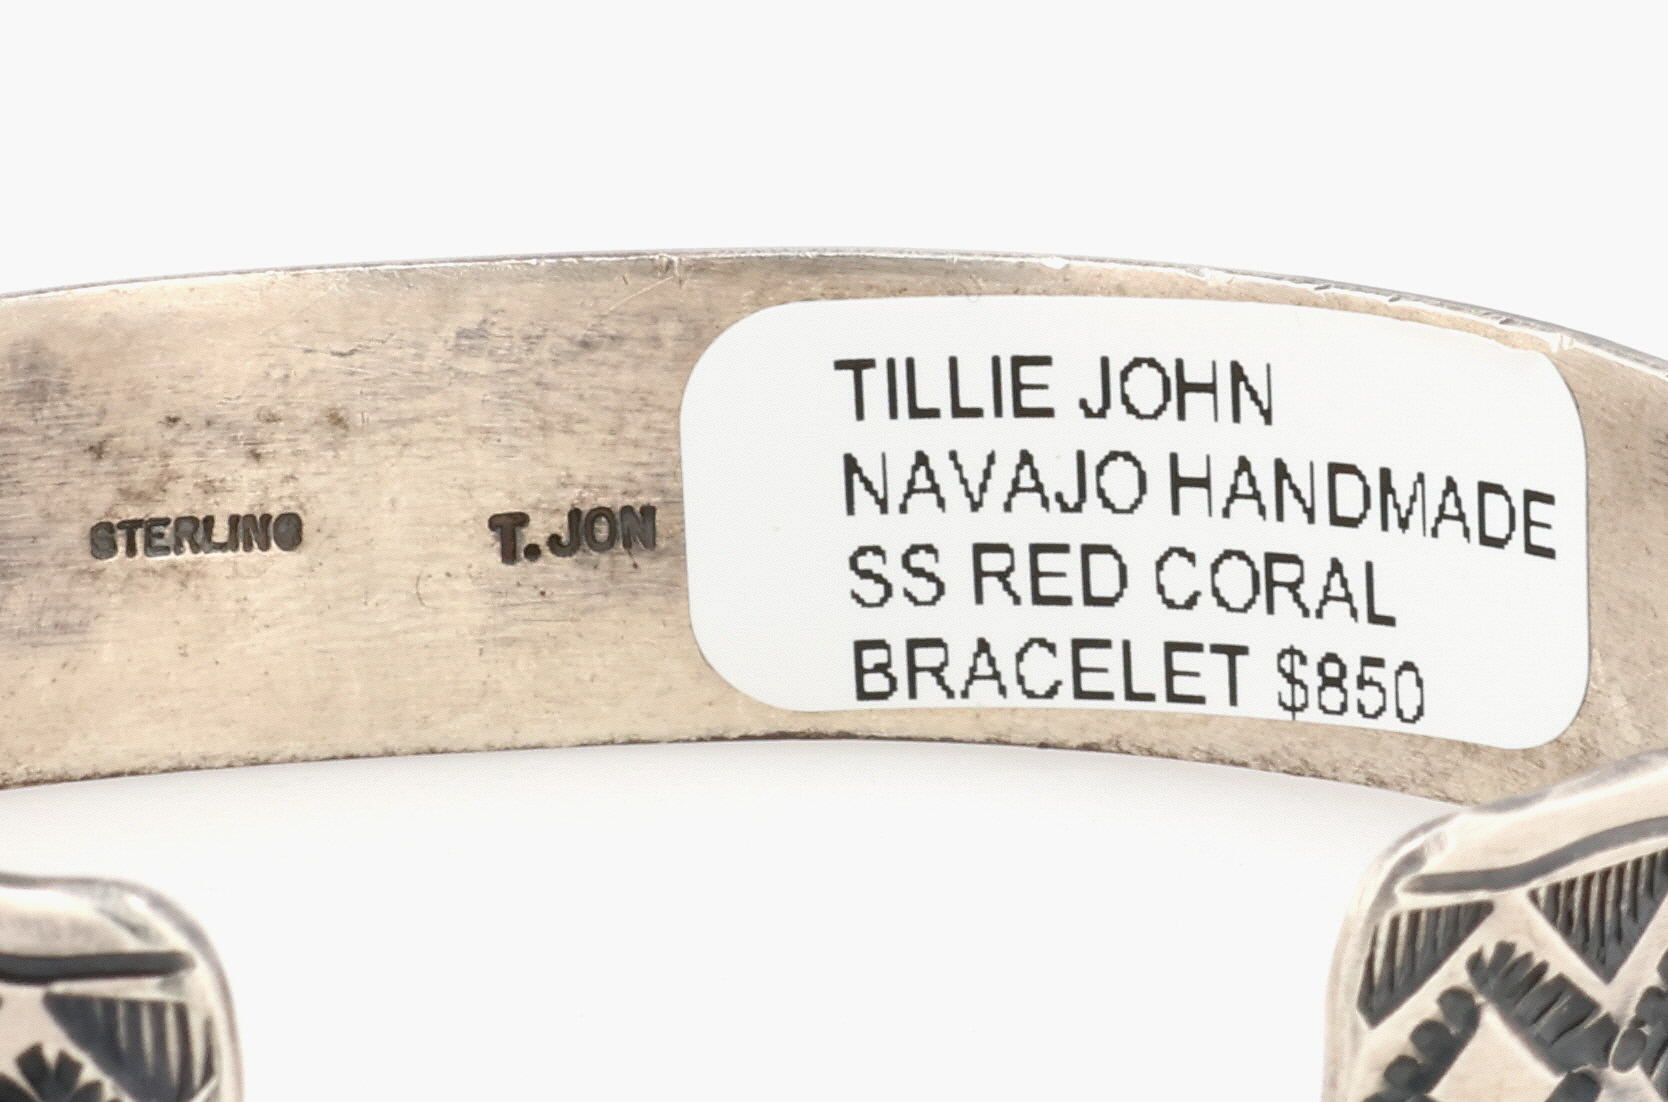 STERLING
T. JON
TILLIE JOHN
NAVAJO HANDMADE
SS RED CORAL
BRACELET $850